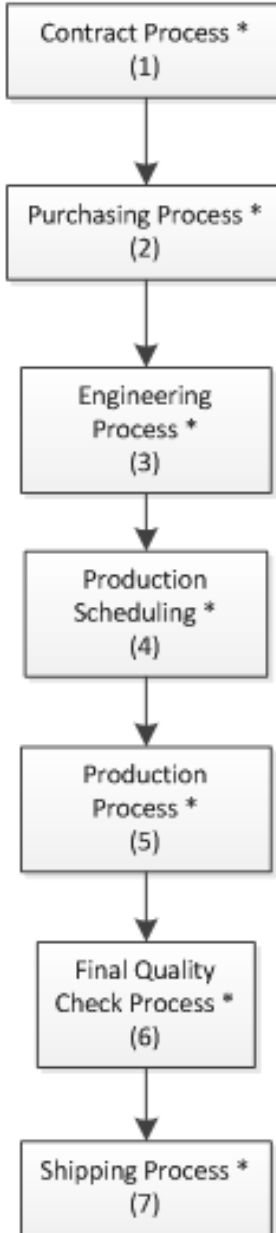 Contract Process *
(1)
Purchasing Process *
(2)
Engineering
Process *
(3)
Production
Scheduling *
(4)
Production
Process *
(5)
Final Quality
Check Process *
(6)
Shipping Process *
(7)